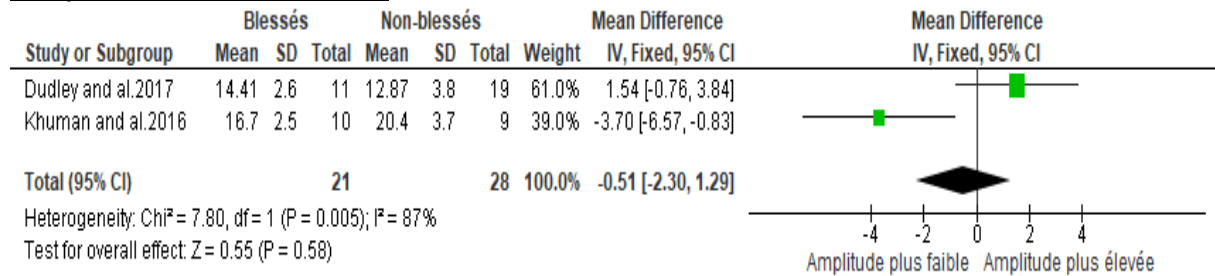 Blessés Non-blessés Mean Difference Mean Difference
Study or Subgroup Mean SD Total Mean SD Total Weight IV, Fixed, 95% CI IV, Fixed, 95% CI
Dudley and al.2017 14.41 2.6 11 12.87 3.8 19 61.0% 1.54 [-0.76, 3.84]
Khuman and al.2016 16.7 2.5 10 20.4 3.7 9 39.0% -3.70 [-6.57, -0.83]
Total (95% CI) 21 28 100.0% -0.51 [-2.30, 1.29]
Heterogeneity: Chi² = 7.80, df = 1 (P = 0.005); I² = 87%
Test for overall effect: Z = 0.55 (P = 0.58)
-4 -2 0 2 4
Amplitude plus faible Amplitude plus élevée